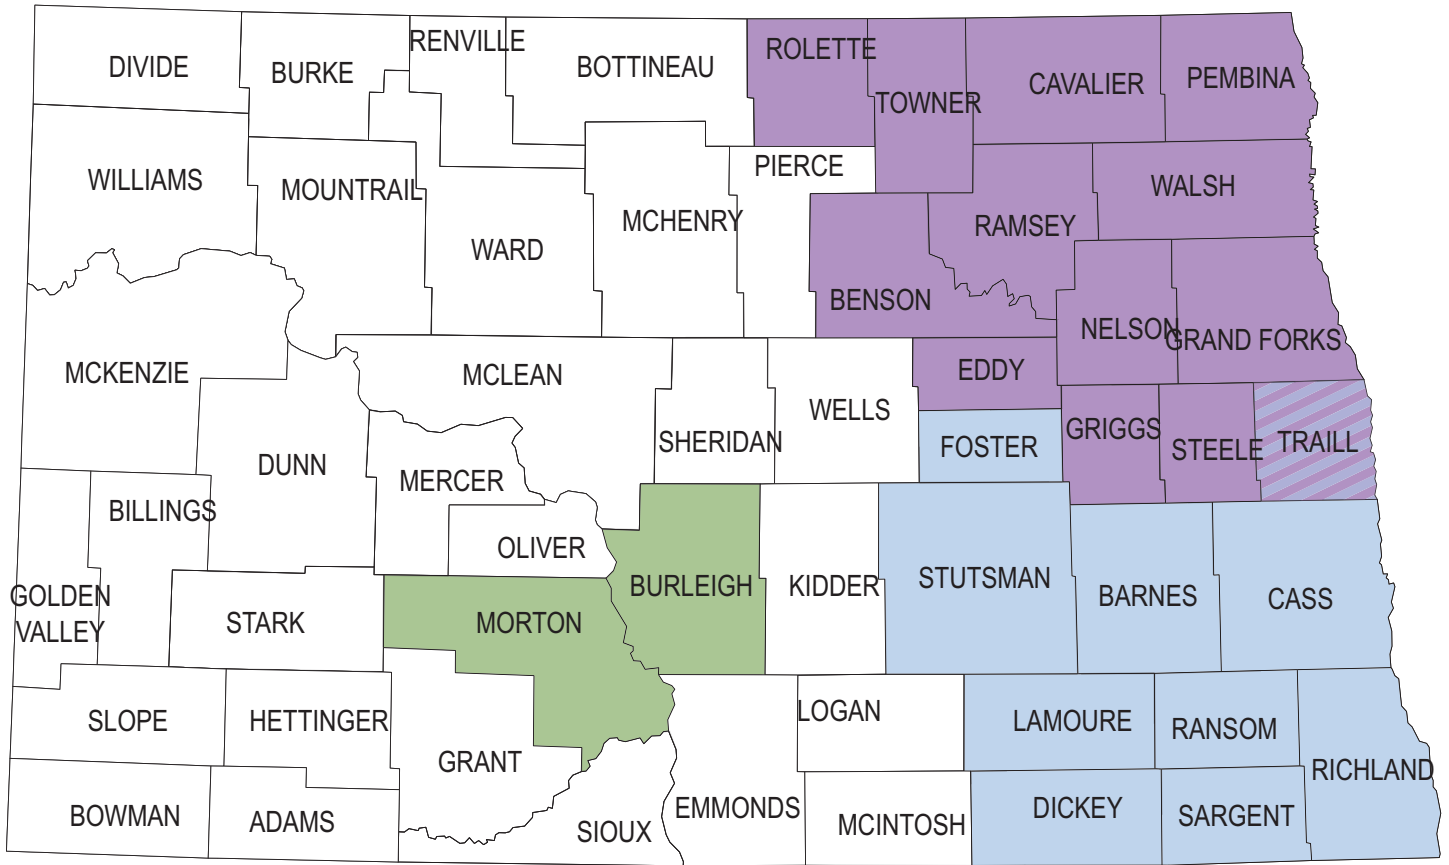 RENVILLE
ROLETTE
DIVIDE
BURKE
BOTTINEAU
CAVALIER
PEMBINA
TOWNER
PIERCE
WILLIAMS
MOUNTRAIL
WALSH
MCHENRY
RAMSEY
WARD
BENSON
NELSON
GRAND FORKS
MCKENZIE
MCLEAN
EDDY
WELLS
GRIGGS
SHERIDAN
FOSTER
STEELE
TRAILL
DUNN
MERCER
BILLINGS
OLIVER
BURLEIGH
KIDDER
STUTSMAN
BARNES
CASS
GOLDEN
VALLEY
STARK
MORTON
LOGAN
SLOPE
HETTINGER
LAMOURE
RANSOM
GRANT
RICHLAND
EMMONDS
DICKEY
BOWMAN
ADAMS
SIOUX
MCINTOSH
SARGENT